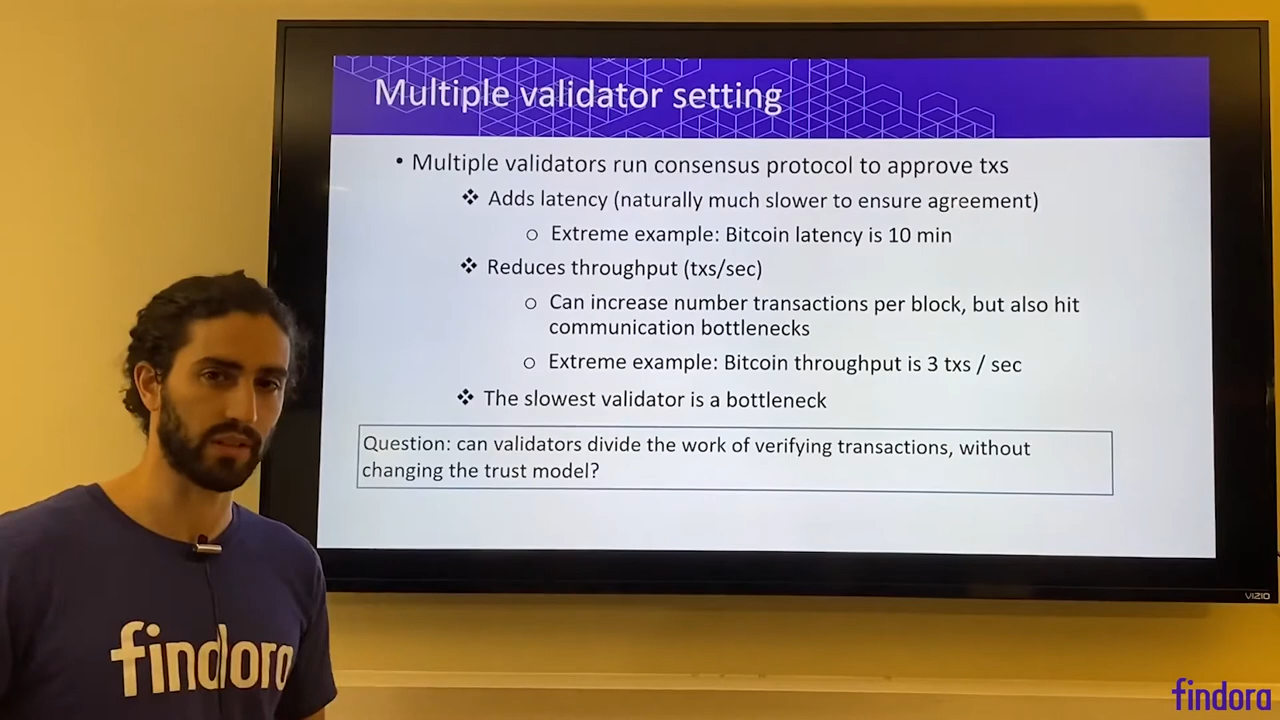 Multiple validator setting
• Multiple validators run consensus protocol to approve txs
❖ Adds latency (naturally much slower to ensure agreement)
o Extreme example: Bitcoin latency is 10 min
❖ Reduces throughput (txs/sec)
o Can increase number transactions per block, but also hit
communication bottlenecks
o Extreme example: Bitcoin throughput is 3 txs / sec
❖ The slowest validator is a bottleneck
Question: can validators divide the work of verifying transactions, without
changing the trust model?
VIZIO
findora
findora